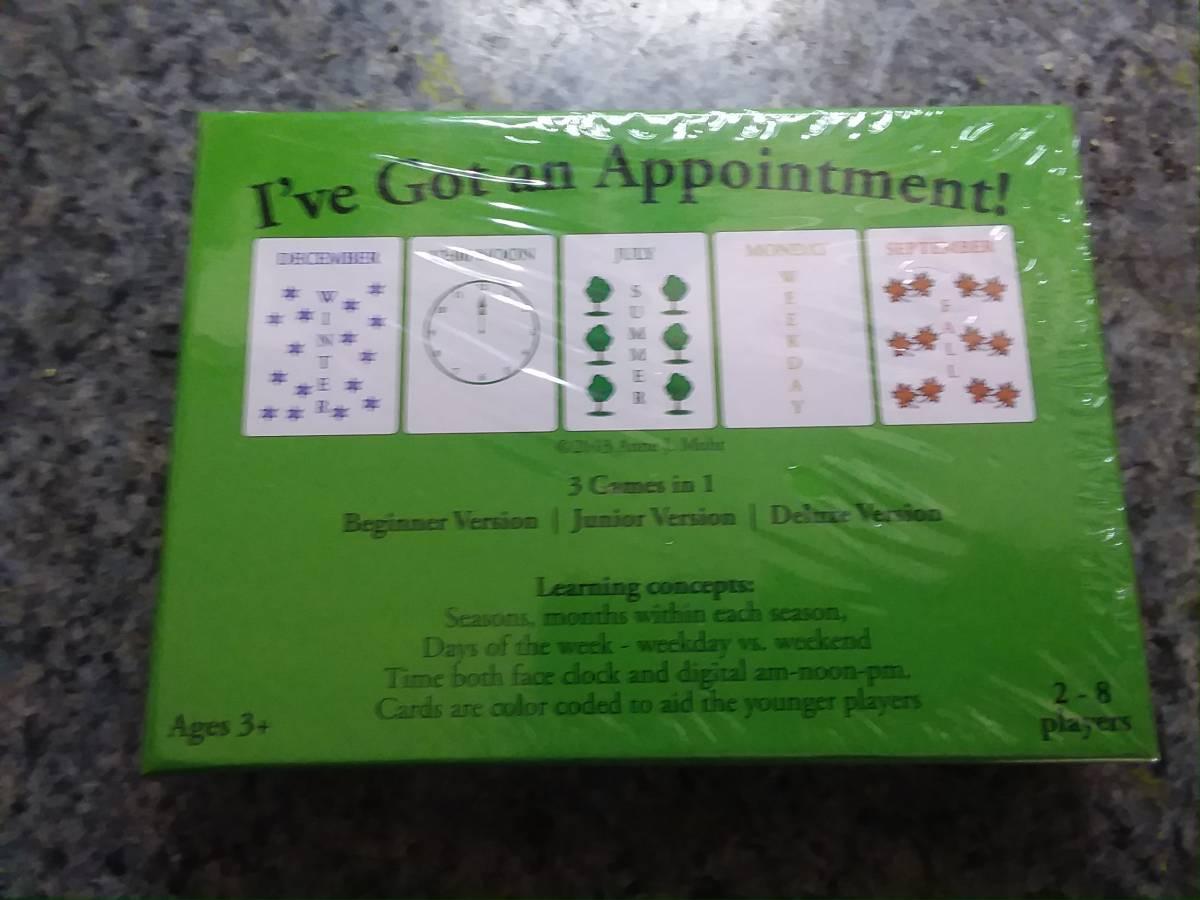 I've Got an Appointment!
DECEMBER
WINTER
NOON
JULY
SUMMER
MONDAY
WEEKDAY
SEPTEMBER
FALL
Anne J.
3 Games in 1
Beginner Version | Junior Version | Deluxe Version
Learning concepts:
Seasons, months within each season,
Days of the week - weekday vs. weekend
Time both face clock and digital am-noon-pm.
Cards are color coded to aid the younger players
Ages 3+
2 - 8
players